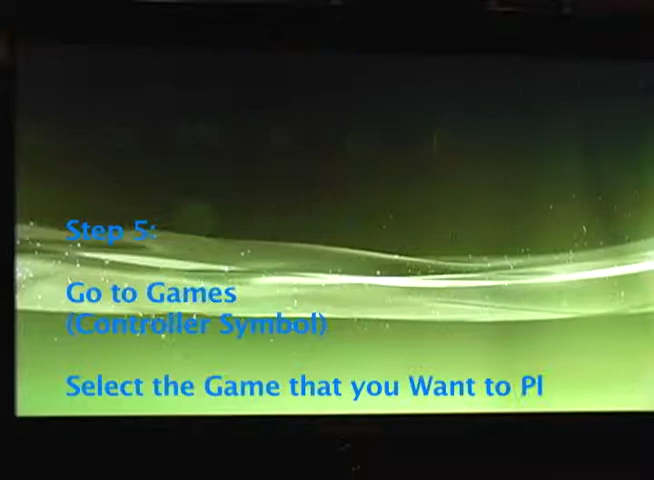 Step 5:
Go to Games
(Controller Symbol)
Select the Game that you Want to Pl